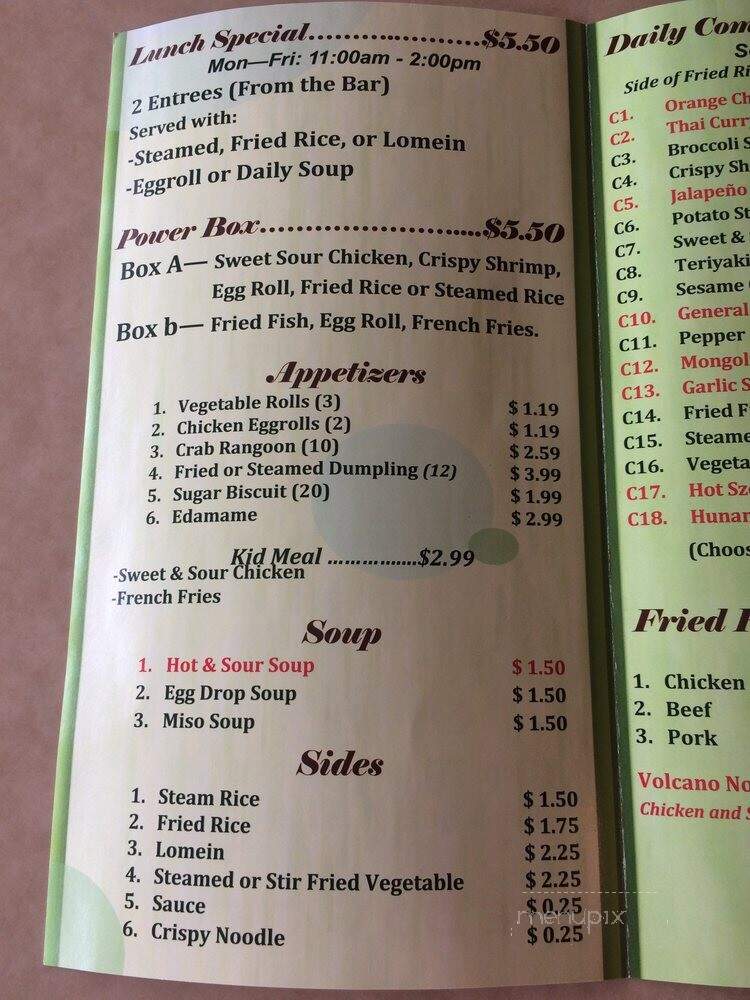 Lunch Special.....................$5.50
Mon—Fri: 11:00am - 2:00pm
2 Entrees (From the Bar)
Served with:
-Steamed, Fried Rice, or Lomein
-Eggroll or Daily Soup
Power Box...........................$5.50
Box A— Sweet Sour Chicken, Crispy Shrimp,
Egg Roll, Fried Rice or Steamed Rice
Box b— Fried Fish, Egg Roll, French Fries.
Appetizers
1. Vegetable Rolls (3) $ 1.19
2. Chicken Eggrolls (2) $ 1.19
3. Crab Rangoon (10) $ 2.59
4. Fried or Steamed Dumpling (12) $ 3.99
5. Sugar Biscuit (20) $ 1.99
6. Edamame $ 2.99
Kid Meal ..................$2.99
-Sweet & Sour Chicken
-French Fries
Soup
1. Hot & Sour Soup $ 1.50
2. Egg Drop Soup $ 1.50
3. Miso Soup $ 1.50
Sides
1. Steam Rice $ 1.50
2. Fried Rice $ 1.75
3. Lomein $ 2.25
4. Steamed or Stir Fried Vegetable $ 2.25
5. Sauce $ 0.25
6. Crispy Noodle $ 0.25
menupix
Daily
Side of Fried
C1. Orange
C2. Thai
C3. Broccoli
C4. Crispy
C5. Jalapeño
C6. Potato
C7. Sweet &
C8. Teriyaki
C9. Sesame
C10. General
C11. Pepper
C12.
C13. Garlic
C14. Fried
C15.
C16.
C17. Hot
C18.
Fried
1. Chicken
2. Beef
3. Pork
Volcano
Chicken and